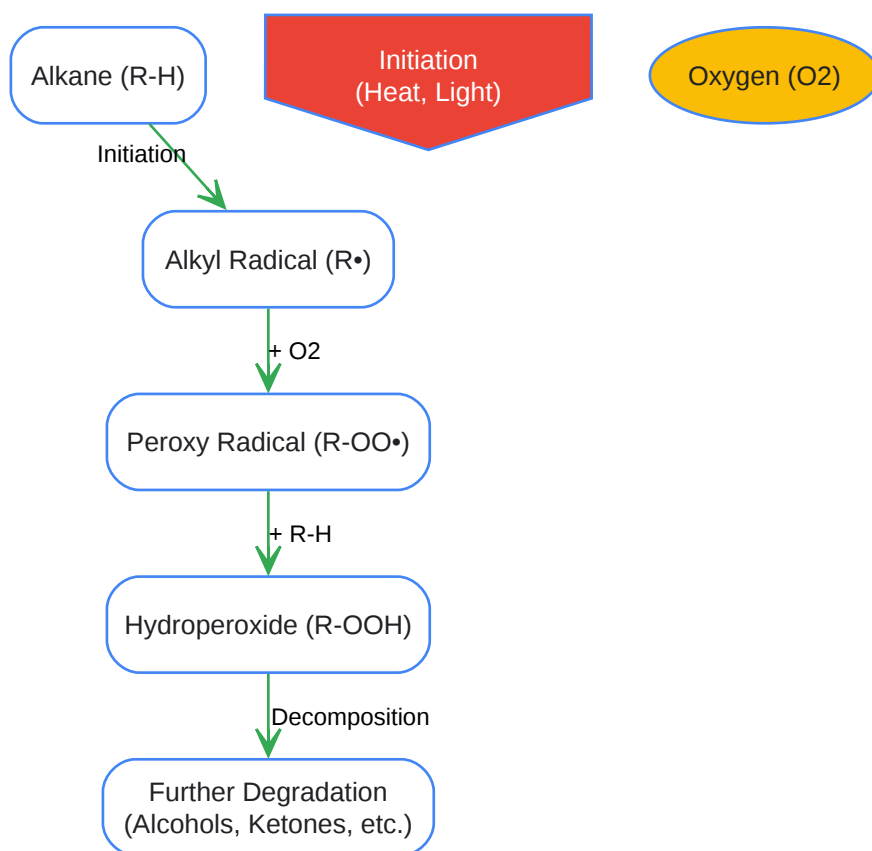 Alkane (R-H)
Initiation
(Heat, Light)
Oxygen (O2)
Initiation
Alkyl Radical (R•)
+ O2
Peroxy Radical (R-OO•)
+ R-H
Hydroperoxide (R-OOH)
Decomposition
Further Degradation
(Alcohols, Ketones, etc.)